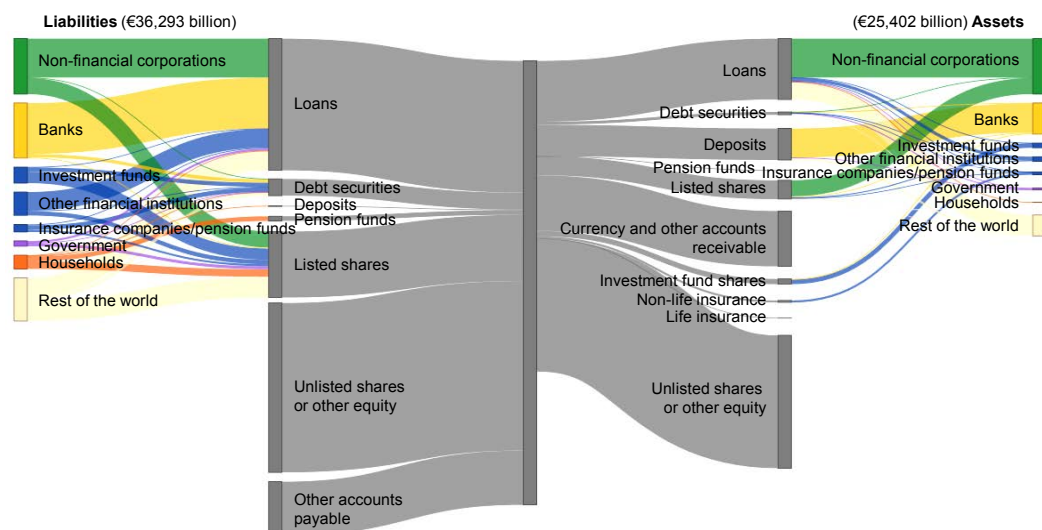 Liabilities (€36,293 billion)
Non-financial corporations
Banks
Investment funds
Other financial institutions
Insurance companies/pension funds
Government
Households
Rest of the world
Loans
Debt securities
Deposits
Pension funds
Listed shares
Unlisted shares
or other equity
Other accounts
payable
(€25,402 billion) Assets
Loans
Debt securities
Deposits
Pension funds
Listed shares
Currency and other accounts
receivable
Investment fund shares
Non-life insurance
Life insurance
Unlisted shares
or other equity
Non-financial corporations
Banks
Investment funds
Other financial institutions
Insurance companies/pension funds
Government
Households
Rest of the world